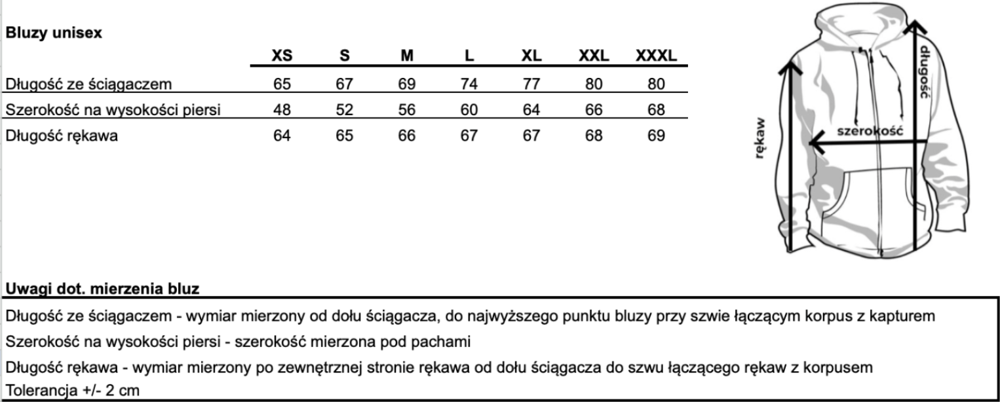 Bluzy unisex
XS S M L XL XXL XXXL
Długość ze ściągaczem 65 67 69 74 77 80 80
Szerokość na wysokości piersi 48 52 56 60 64 66 68
Długość rękawa 64 65 66 67 67 68 69
długość
szerokość
rękaw
Uwagi dot. mierzenia bluz
Długość ze ściągaczem - wymiar mierzony od dołu ściągacza, do najwyższego punktu bluzy przy szwie łączącym korpus z kapturem
Szerokość na wysokości piersi - szerokość mierzona pod pachami
Długość rękawa - wymiar mierzony po zewnętrznej stronie rękawa od dołu ściągacza do szwu łączącego rękaw z korpusem
Tolerancja +/- 2 cm